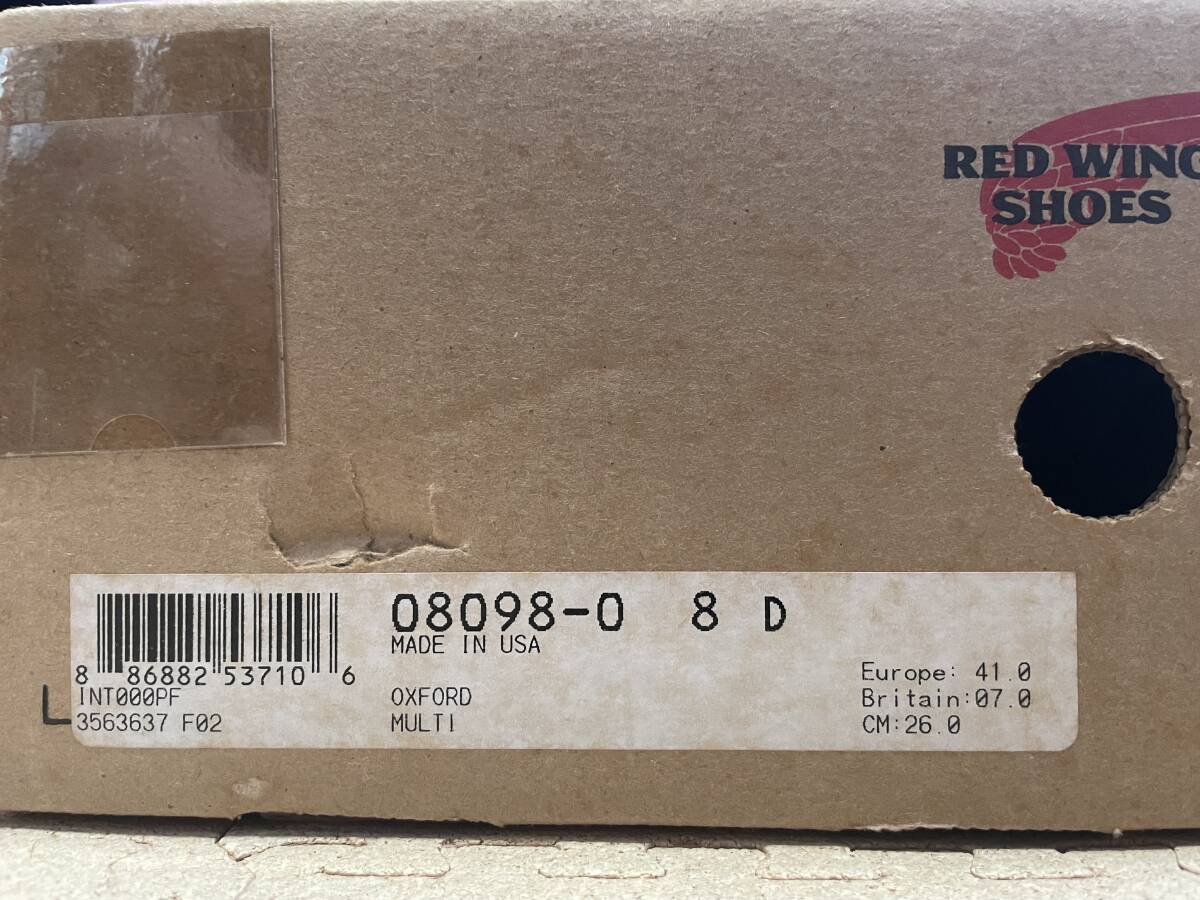 RED WING
SHOES
08098-0 8 D
MADE IN USA
8 86882 53710 6
INT000PF
3563637 F02
OXFORD
MULTI
Europe: 41.0
Britain:07.0
CM:26.0